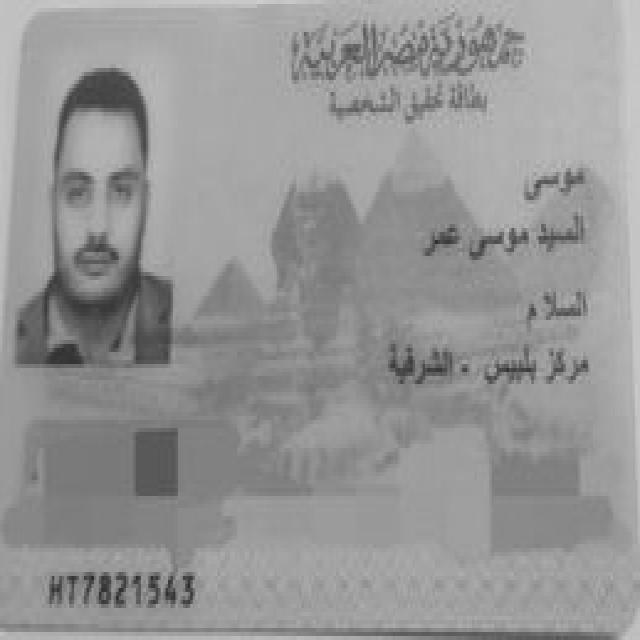 جمهورية مصر العربية
بطاقة تحقيق الشخصية
موسى
السيد موسى عمر
السلام
مركز بلبيس - الشرقية
HT7821543